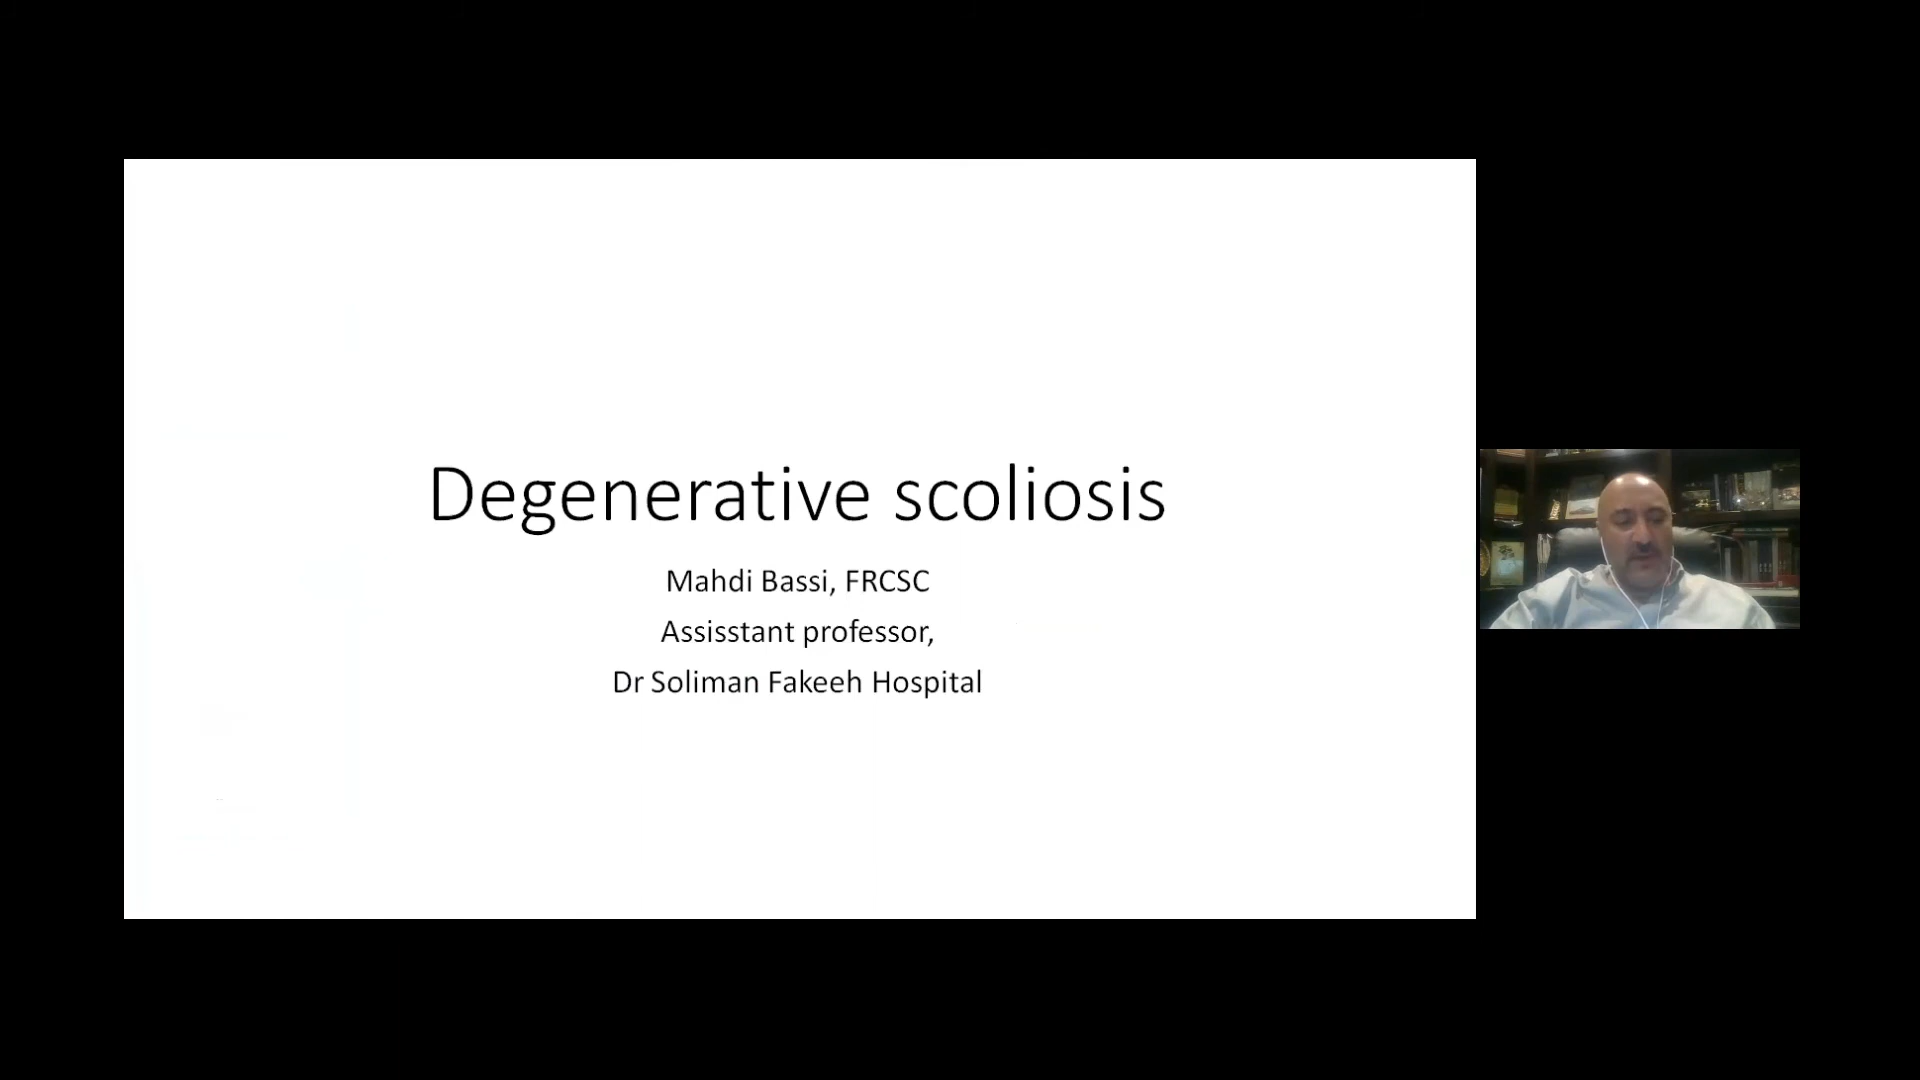 Degenerative scoliosis
Mahdi Bassi, FRCSC
Assisstant professor,
Dr Soliman Fakeeh Hospital